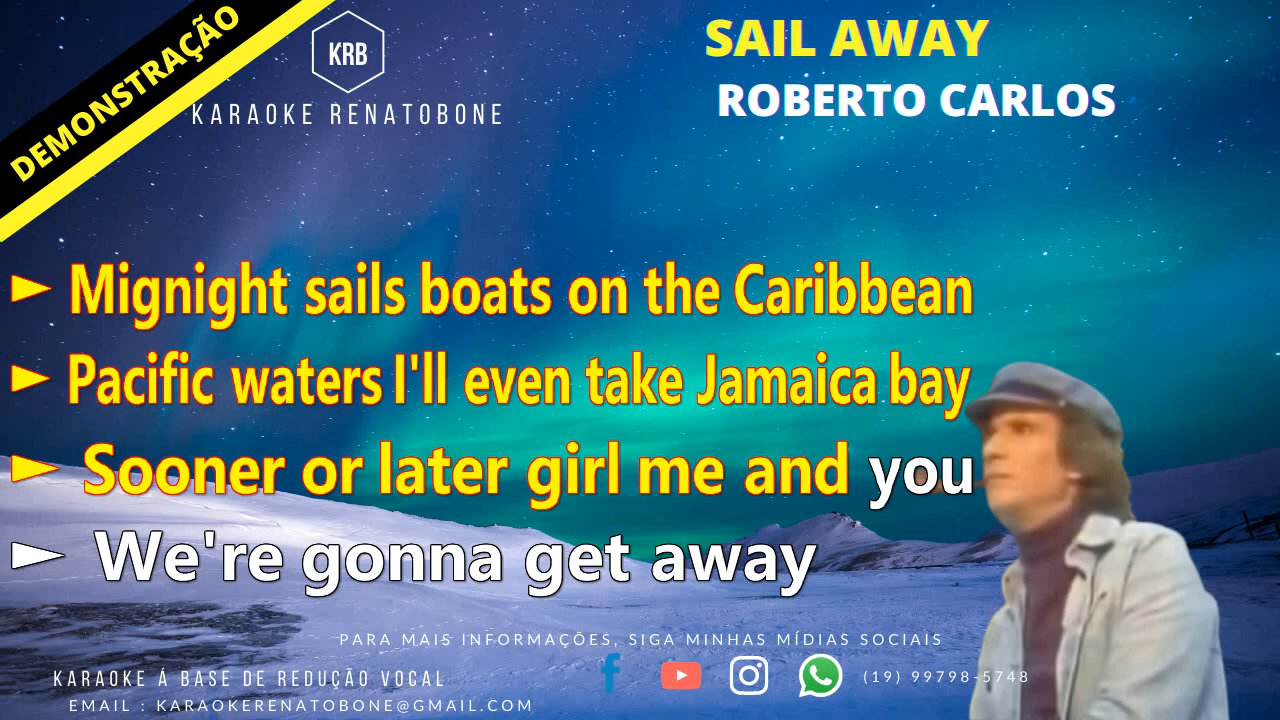 DEMONSTRAÇÃO
KRB
KARAOKE RENATOBONE
SAIL AWAY
ROBERTO CARLOS
► Mignight sails boats on the Caribbean
► Pacific waters I'll even take Jamaica bay
► Sooner or later girl me and you
► We're gonna get away
PARA MAIS INFORMAÇÕES, SIGA MINHAS MÍDIAS SOCIAIS
KARAOKE Á BASE DE REDUÇÃO VOCAL
(19) 99798-5748
EMAIL : KARAOKERENATOBONE@GMAIL.COM